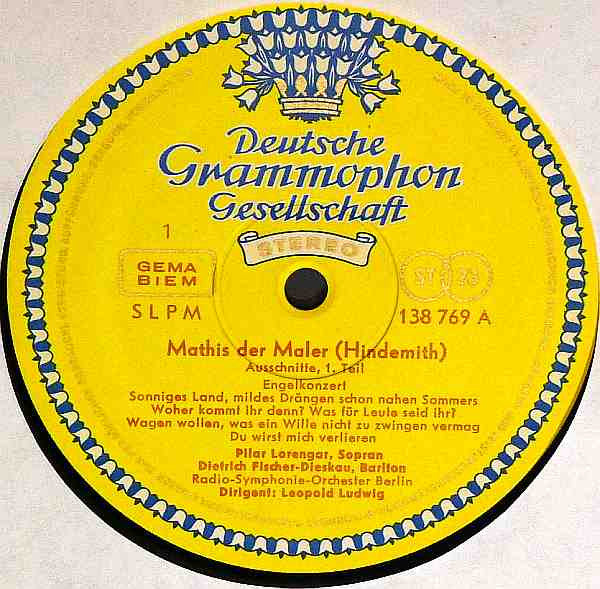 Deutsche
Grammophon
Gesellschaft
STEREO
1
GEMA
BIEM
ST 33
SLPM
138 769 A
Mathis der Maler (Hindemith)
Ausschnitte, 1. Teil
Engelkonzert
Sonniges Land, mildes Drängen schon nahen Sommers
Woher kommt ihr denn? Was für Leute seid ihr?
Wagen wollen, was ein Wille nicht zu zwingen vermag
Du wirst mich verlieren
Pilar Lorengar, Sopran
Dietrich Fischer-Dieskau, Bariton
Radio-Symphonie-Orchester Berlin
Dirigent: Leopold Ludwig